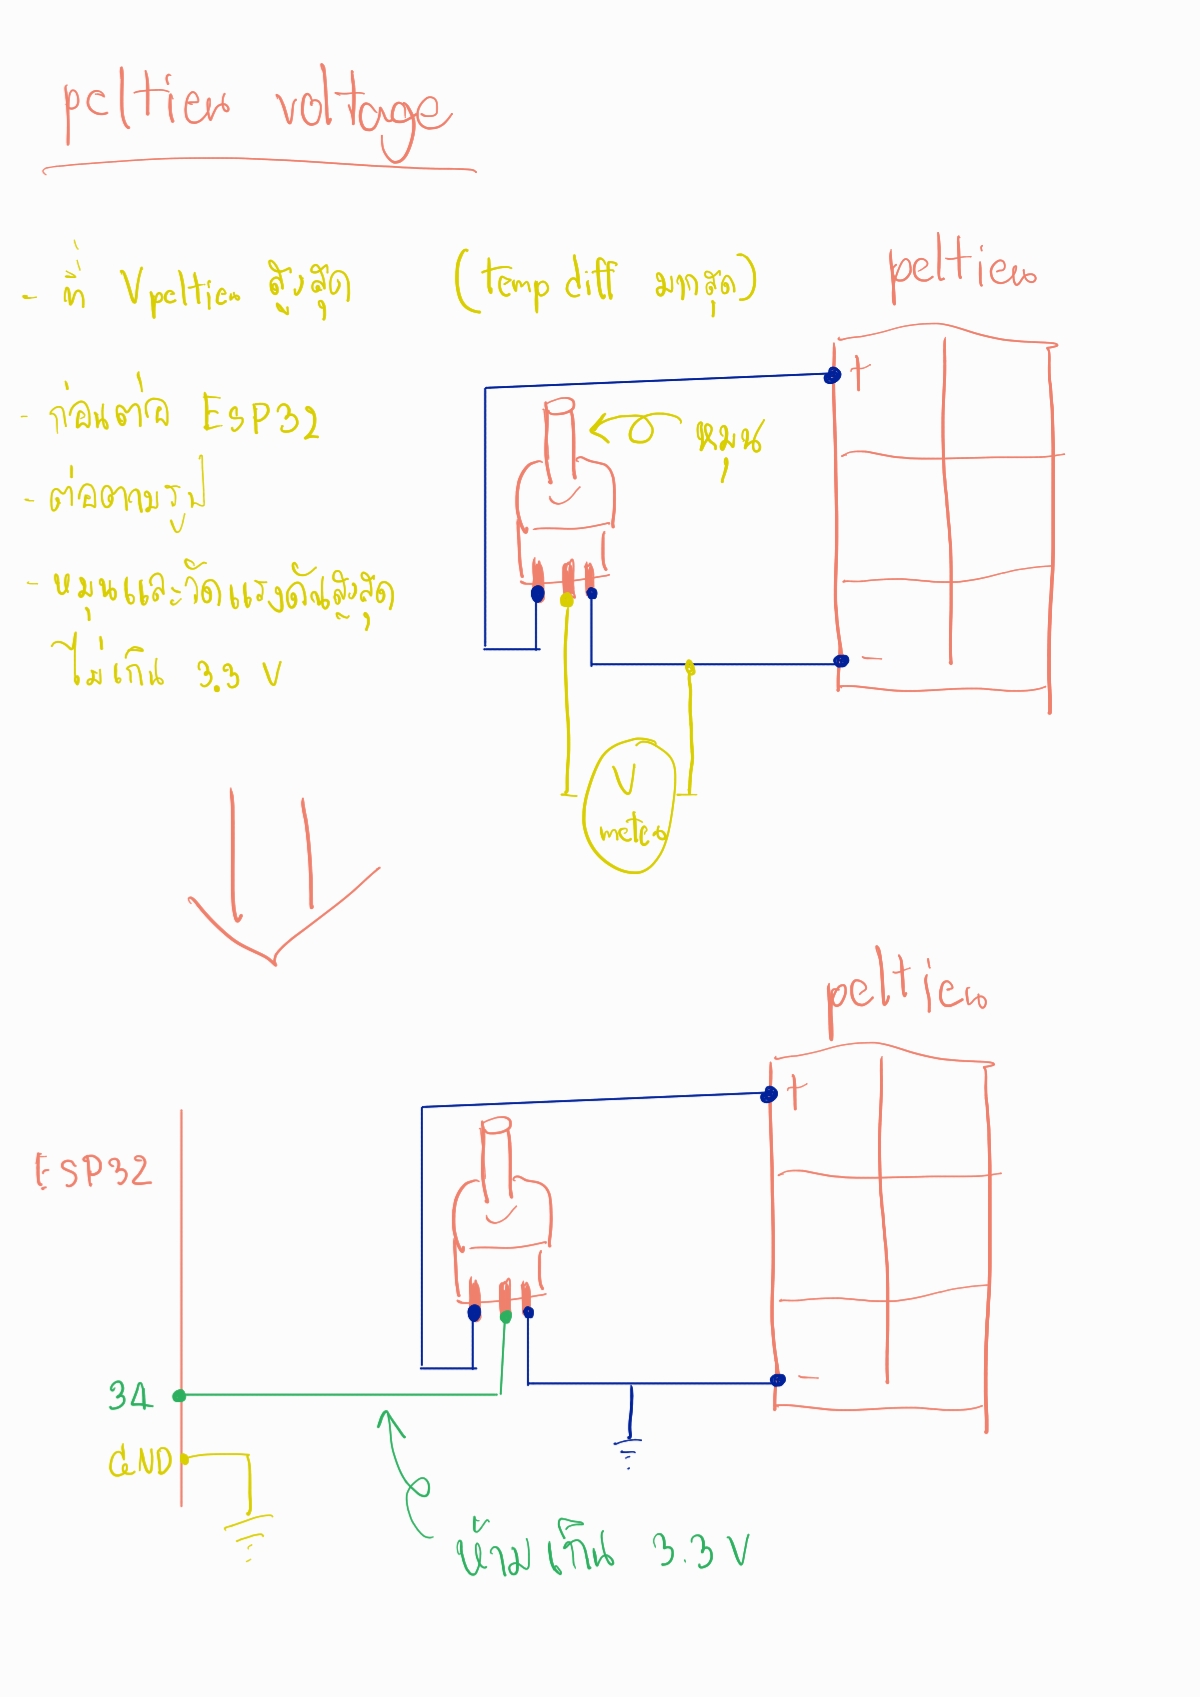 peltier voltage
- ที่ Vpeltier สูงสุด (temp diff มากสุด)
peltier
+
- ก่อนต่อ ESP32
หมุน
- ต่อตามรูป
- หมุนและวัดแรงดันสูงสุด
ไม่เกิน 3.3 V
-
V
meter
peltier
+
ESP32
-
34
GND
ห้ามเกิน 3.3 V